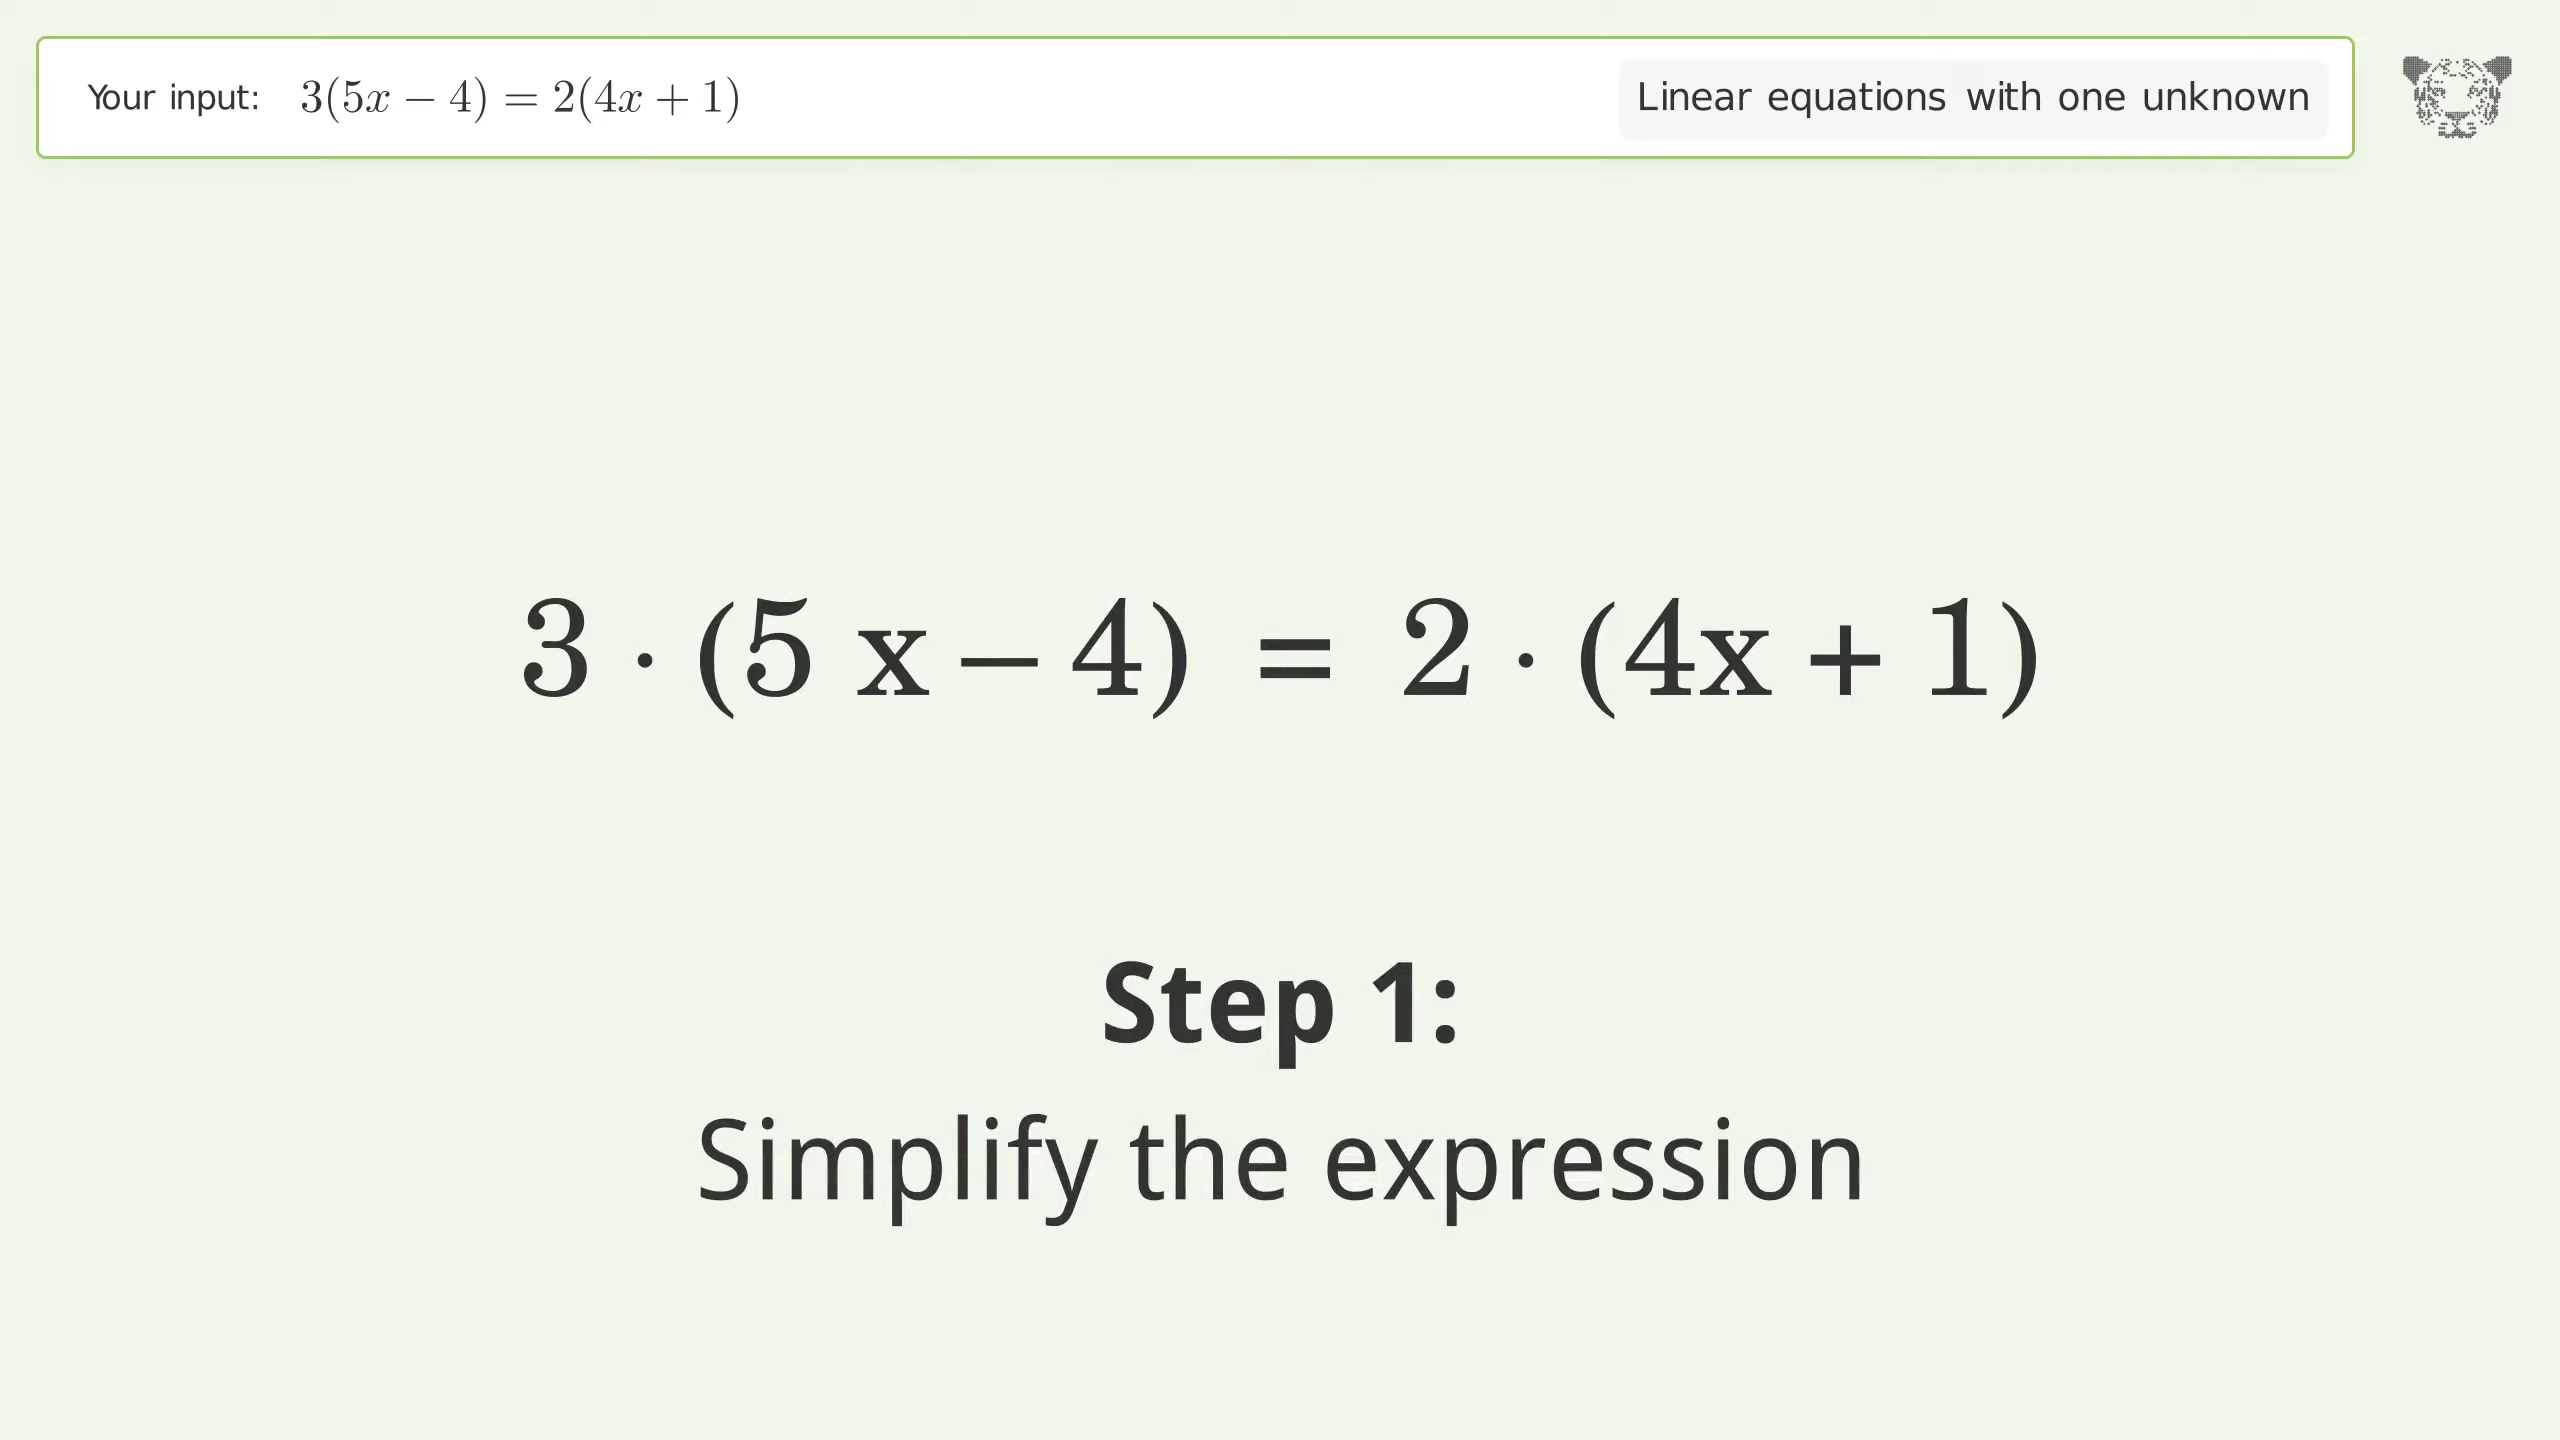 Your input: 3(5x − 4) = 2(4x + 1) Linear equations with one unknown
3 · (5 x − 4) = 2 · (4x + 1)
Step 1:
Simplify the expression